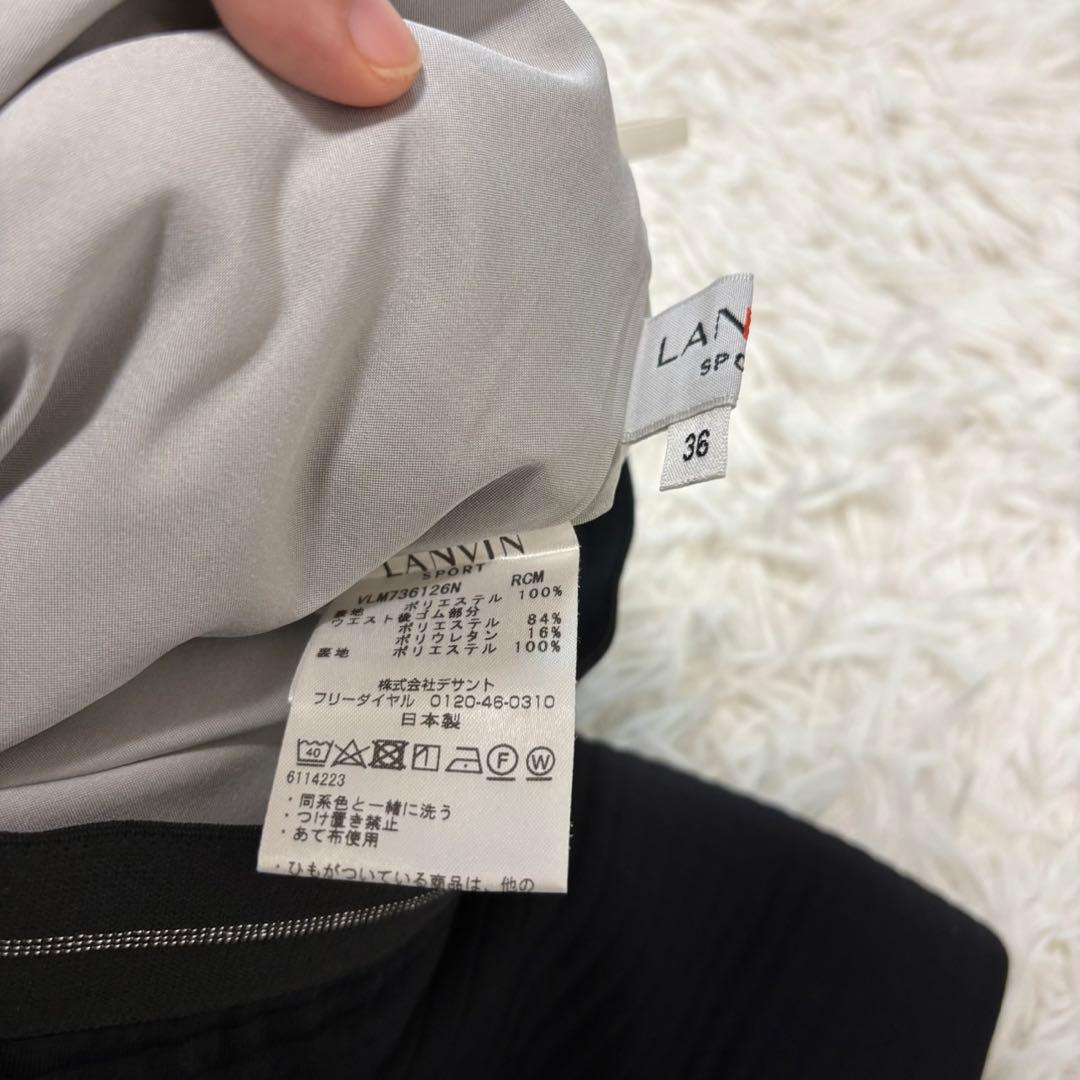 LANV
SPO
36
LANVIN
SPORT
VLM736126N RCM
表地 ポリエステル 100%
ウエスト後ゴム部分
ポリエステル 84%
ポリウレタン 16%
裏地 ポリエステル 100%
株式会社デサント
フリーダイヤル 0120-46-0310
日本製
40 F W
6114223
・同系色と一緒に洗う
・つけ置き禁止
・あて布使用
・ひもがついている商品は、他の